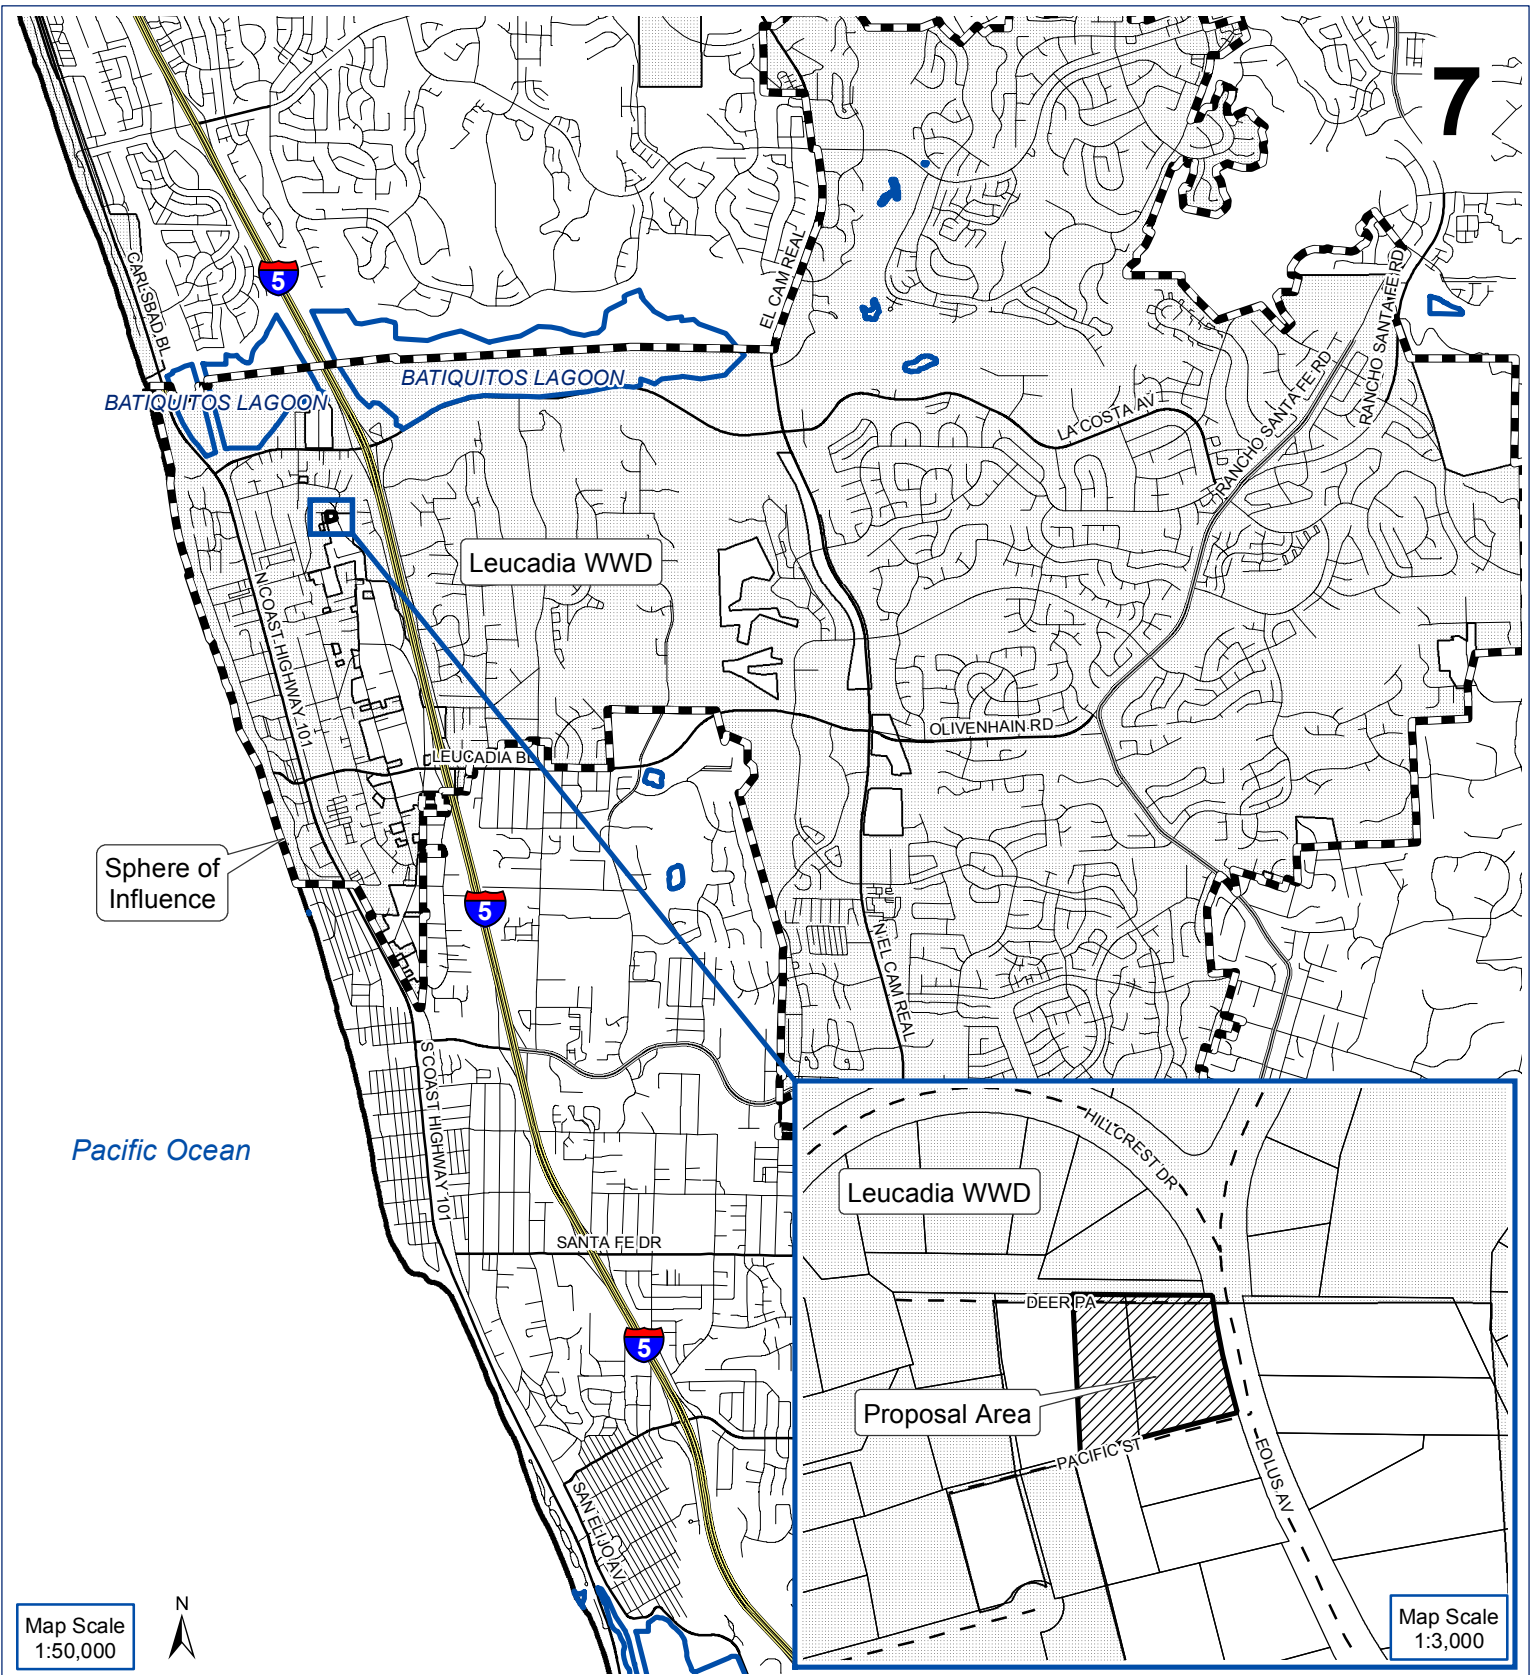 7
CARLSBAD BL
5
EL CAM REAL
RANCHO SANTA FE RD
BATIQUITOS LAGOON
BATIQUITOS LAGOON
LA COSTA AV
RANCHO SANTA FE RD
N COAST HIGHWAY 101
Leucadia WWD
OLIVENHAIN RD
LEUCADIA BL
Sphere of
Influence
5
N EL CAM REAL
S COAST HIGHWAY 101
Pacific Ocean
SANTA FE DR
5
SAN ELIJO AV
HILLCREST DR
Leucadia WWD
DEER PA
Proposal Area
PACIFIC ST
EOLUS AV
Map Scale
1:50,000
N
Map Scale
1:3,000